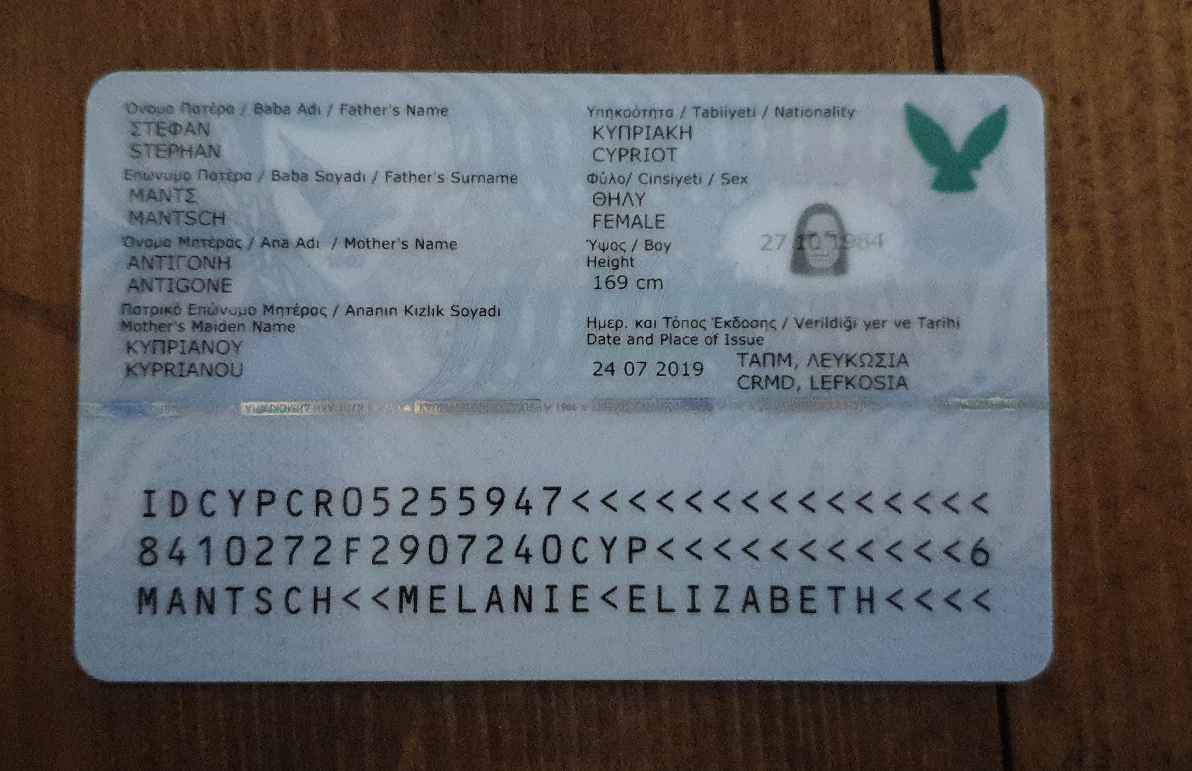 Όνομα Πατέρα / Baba Adı / Father's Name
ΣΤΕΦΑΝ
STEPHAN
Επώνυμο Πατέρα / Baba Soyadı / Father's Surname
ΜΑΝΤΣ
MANTSCH
Όνομα Μητέρας / Ana Adı / Mother's Name
ΑΝΤΙΓΟΝΗ
ANTIGONE
Πατρικό Επώνυμο Μητέρας / Ananın Kızlık Soyadı
Mother's Maiden Name
ΚΥΠΡΙΑΝΟΥ
KYPRIANOU
Υπηκοότητα / Tabiiyeti / Nationality
ΚΥΠΡΙΑΚΗ
CYPRIOT
Φύλο/ Cinsiyeti / Sex
ΘΗΛΥ
FEMALE
Ύψος / Boy
Height
169 cm
27 10 1984
Ημερ. και Τόπος Έκδοσης / Verildiği yer ve Tarihi
Date and Place of Issue
24 07 2019
ΤΑΠΜ, ΛΕΥΚΩΣΙΑ
CRMD, LEFKOSIA
IDCYPCR05255947<<<<<<<<<<<<<<<
8410272F2907240CYP<<<<<<<<<<<6
MANTSCH<<MELANIE<ELIZABETH<<<<